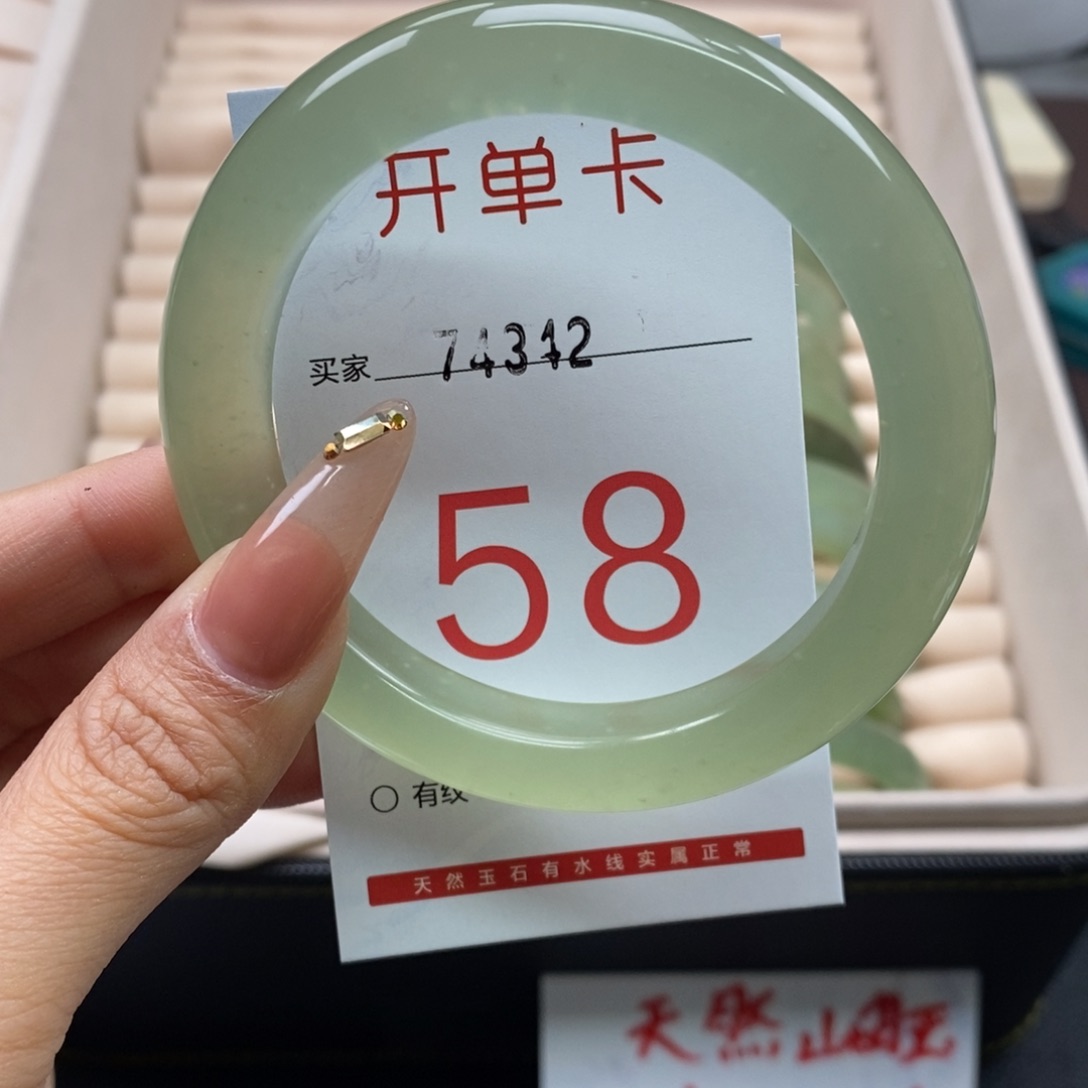 开单卡
买家 74312
58
○ 有纹
天然玉石有水线实属正常
天然